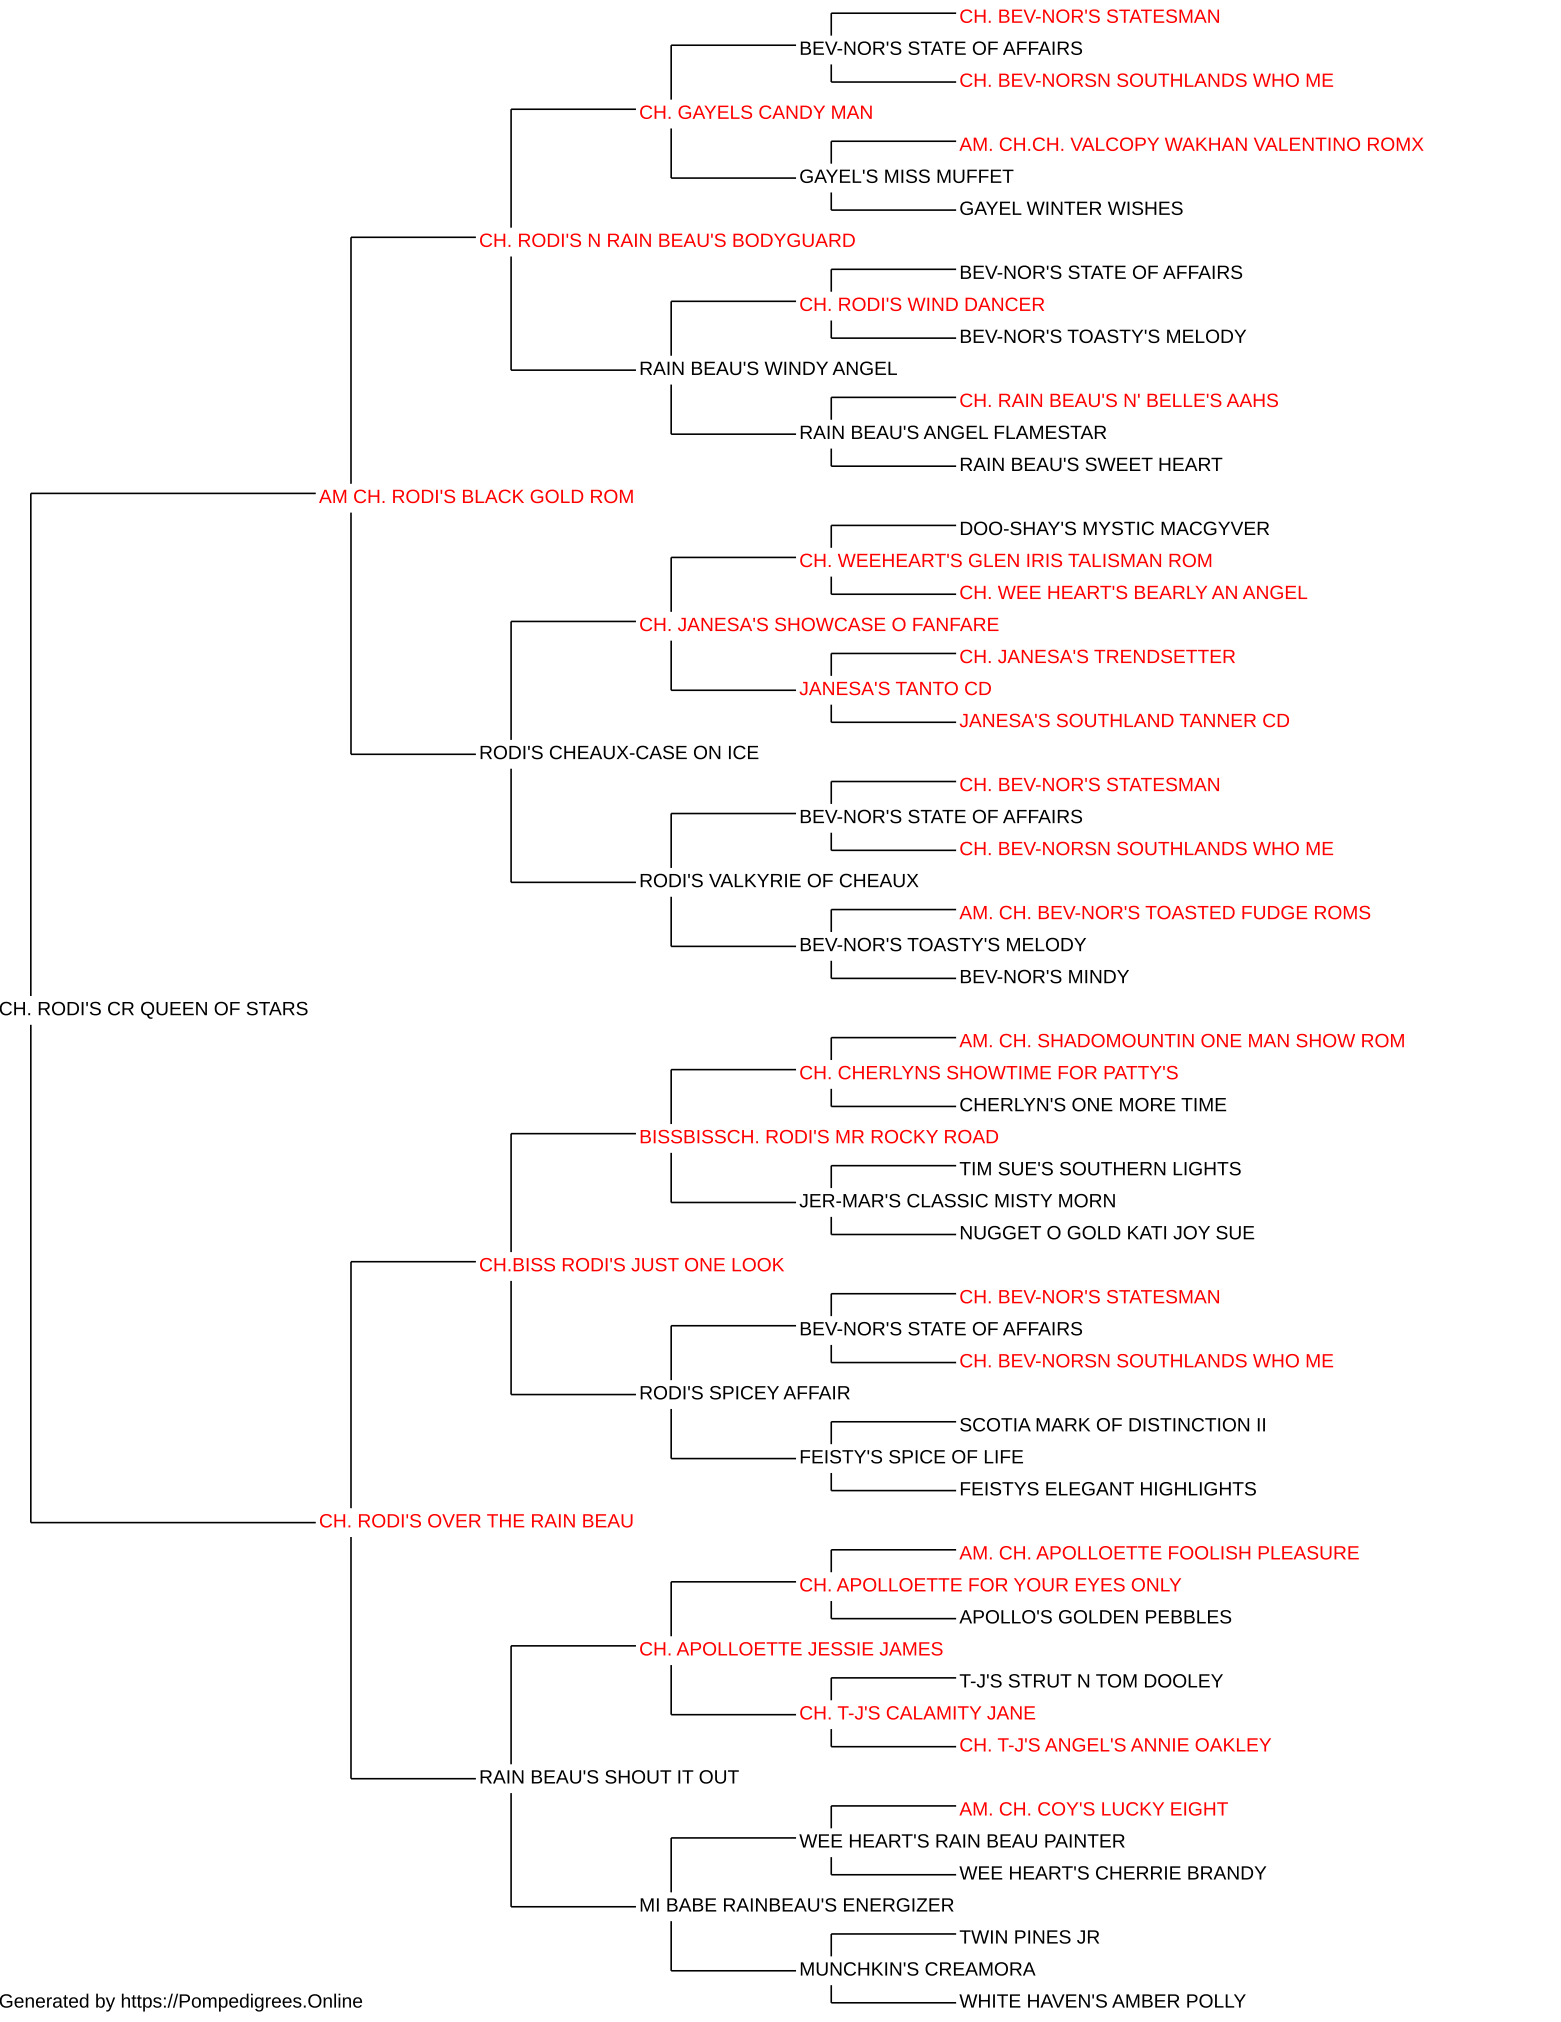 CH. BEV-NOR'S STATESMAN
BEV-NOR'S STATE OF AFFAIRS
CH. BEV-NORSN SOUTHLANDS WHO ME
CH. GAYELS CANDY MAN
AM. CH.CH. VALCOPY WAKHAN VALENTINO ROMX
GAYEL'S MISS MUFFET
GAYEL WINTER WISHES
CH. RODI'S N RAIN BEAU'S BODYGUARD
BEV-NOR'S STATE OF AFFAIRS
CH. RODI'S WIND DANCER
BEV-NOR'S TOASTY'S MELODY
RAIN BEAU'S WINDY ANGEL
CH. RAIN BEAU'S N' BELLE'S AAHS
RAIN BEAU'S ANGEL FLAMESTAR
RAIN BEAU'S SWEET HEART
AM CH. RODI'S BLACK GOLD ROM
DOO-SHAY'S MYSTIC MACGYVER
CH. WEEHEART'S GLEN IRIS TALISMAN ROM
CH. WEE HEART'S BEARLY AN ANGEL
CH. JANESA'S SHOWCASE O FANFARE
CH. JANESA'S TRENDSETTER
JANESA'S TANTO CD
JANESA'S SOUTHLAND TANNER CD
RODI'S CHEAUX-CASE ON ICE
CH. BEV-NOR'S STATESMAN
BEV-NOR'S STATE OF AFFAIRS
CH. BEV-NORSN SOUTHLANDS WHO ME
RODI'S VALKYRIE OF CHEAUX
AM. CH. BEV-NOR'S TOASTED FUDGE ROMS
BEV-NOR'S TOASTY'S MELODY
BEV-NOR'S MINDY
CH. RODI'S CR QUEEN OF STARS
AM. CH. SHADOMOUNTIN ONE MAN SHOW ROM
CH. CHERLYNS SHOWTIME FOR PATTY'S
CHERLYN'S ONE MORE TIME
BISSBISSCH. RODI'S MR ROCKY ROAD
TIM SUE'S SOUTHERN LIGHTS
JER-MAR'S CLASSIC MISTY MORN
NUGGET O GOLD KATI JOY SUE
CH.BISS RODI'S JUST ONE LOOK
CH. BEV-NOR'S STATESMAN
BEV-NOR'S STATE OF AFFAIRS
CH. BEV-NORSN SOUTHLANDS WHO ME
RODI'S SPICEY AFFAIR
SCOTIA MARK OF DISTINCTION II
FEISTY'S SPICE OF LIFE
FEISTYS ELEGANT HIGHLIGHTS
CH. RODI'S OVER THE RAIN BEAU
AM. CH. APOLLOETTE FOOLISH PLEASURE
CH. APOLLOETTE FOR YOUR EYES ONLY
APOLLO'S GOLDEN PEBBLES
CH. APOLLOETTE JESSIE JAMES
T-J'S STRUT N TOM DOOLEY
CH. T-J'S CALAMITY JANE
CH. T-J'S ANGEL'S ANNIE OAKLEY
RAIN BEAU'S SHOUT IT OUT
AM. CH. COY'S LUCKY EIGHT
WEE HEART'S RAIN BEAU PAINTER
WEE HEART'S CHERRIE BRANDY
MI BABE RAINBEAU'S ENERGIZER
TWIN PINES JR
MUNCHKIN'S CREAMORA
WHITE HAVEN'S AMBER POLLY
Generated by https://Pompedigrees.Online